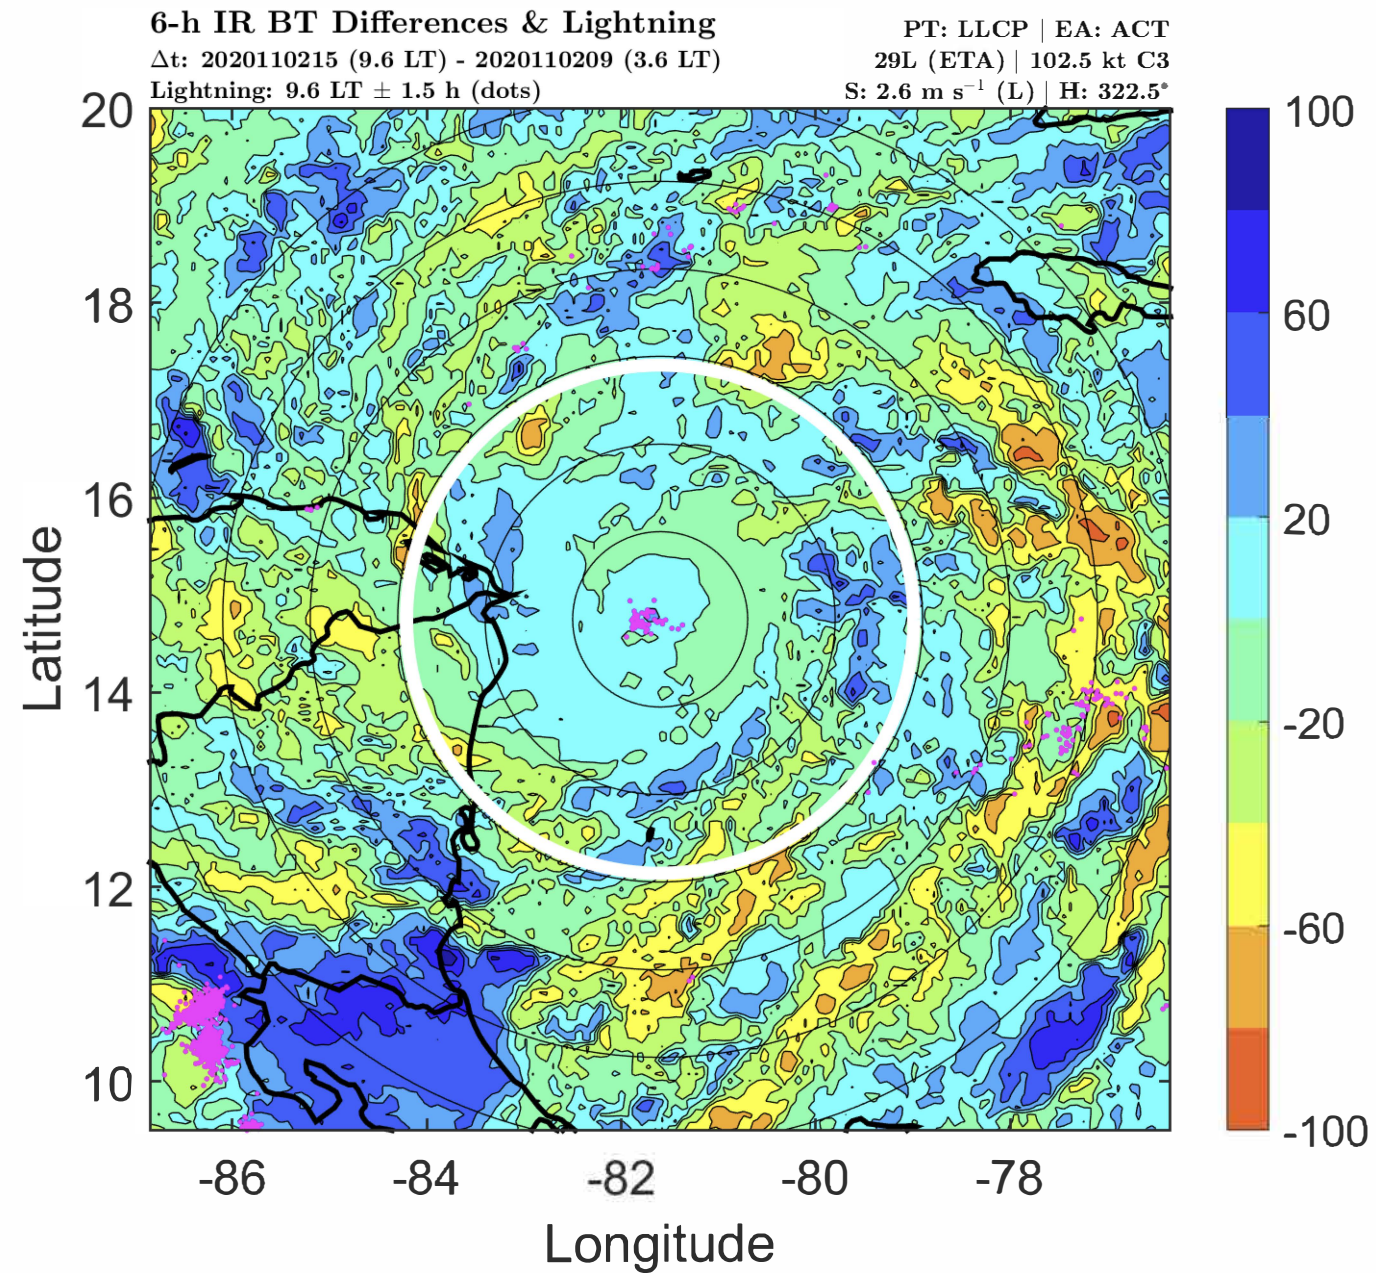 6-h IR BT Differences & Lightning
Δt: 2020110215 (9.6 LT) - 2020110209 (3.6 LT)
Lightning: 9.6 LT ± 1.5 h (dots)
PT: LLCP | EA: ACT
29L (ETA) | 102.5 kt C3
S: 2.6 m s⁻¹ (L) | H: 322.5°
20
18
16
14
12
10
Latitude
-86
-84
-82
-80
-78
Longitude
100
60
20
-20
-60
-100